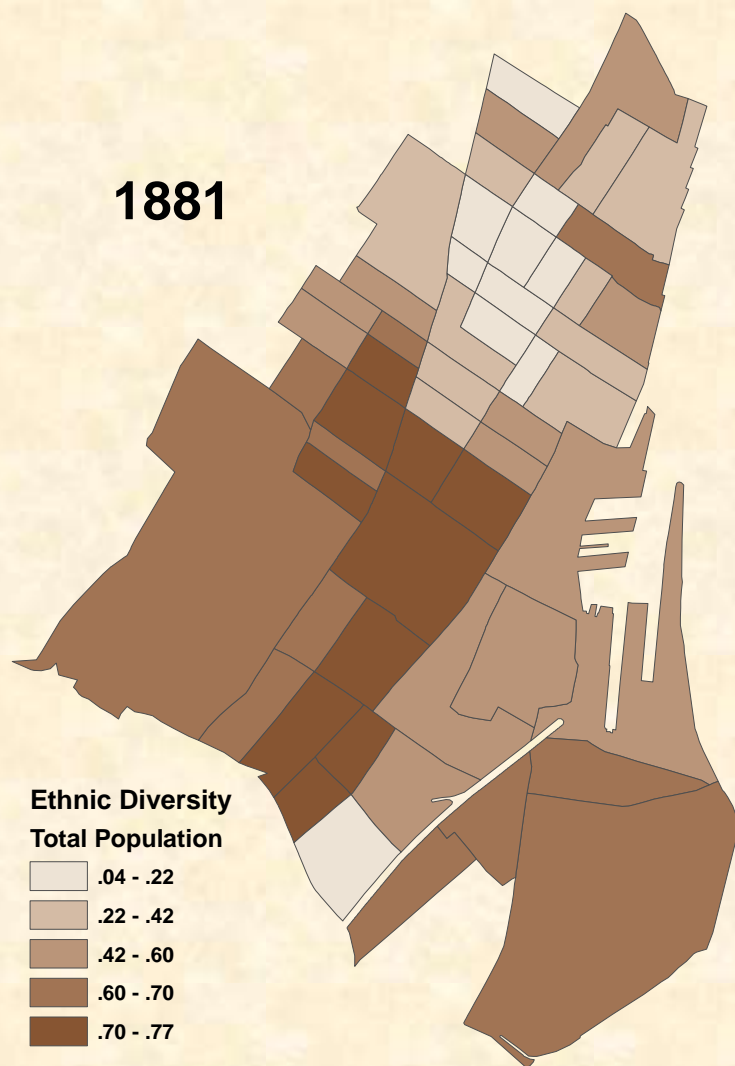 1881
Ethnic Diversity
Total Population
.04 - .22
.22 - .42
.42 - .60
.60 - .70
.70 - .77